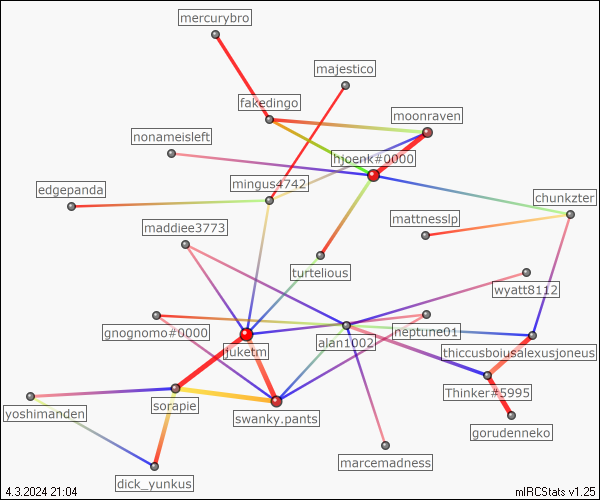 mercurybro
majestico
fakedingo
moonraven
nonameisleft
hjoenk#0000
mingus4742
edgepanda
chunkzter
mattnesslp
maddiee3773
turtelious
wyatt8112
gnognomo#0000
neptune01
alan1002
juketm
thiccusboiusalexusjoneus
Thinker#5995
sorapie
yoshimanden
swanky.pants
gorudenneko
marcemadness
dick_yunkus
4.3.2024 21:04
mIRCStats v1.25